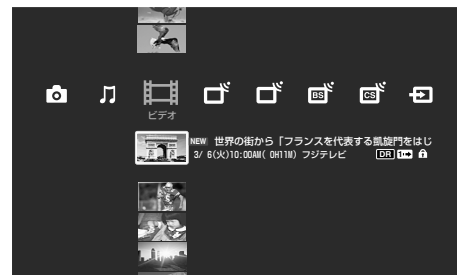 BS
CS
ビデオ
NEW 世界の街から「フランスを代表する凱旋門をはじ
3/ 6(火)10:00AM( 0H11M) フジテレビ DR 1